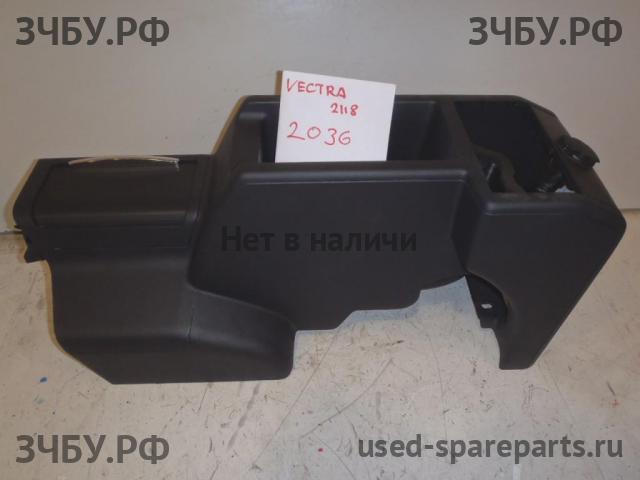 ЗЧБУ.РФ
ЗЧБУ.РФ
VECTRA
2118
2036
Нет в наличи
ЗЧБУ.РФ
used-spareparts.ru